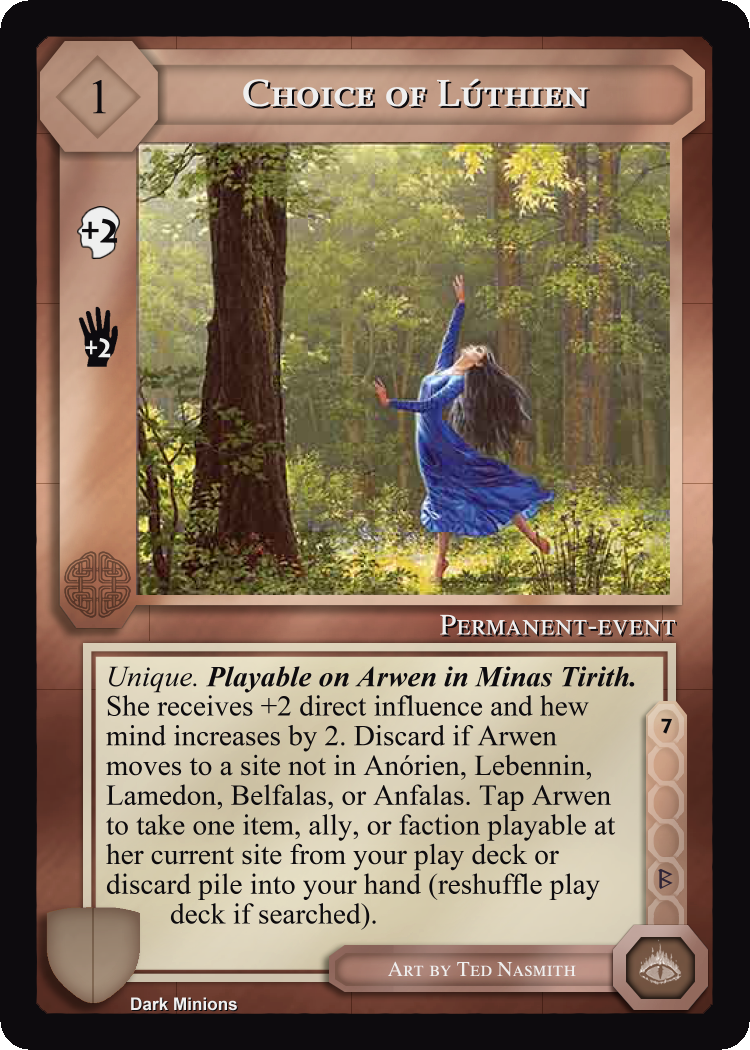 1
CHOICE OF LÚTHIEN
+2
+2
PERMANENT-EVENT
Unique. Playable on Arwen in Minas Tirith.
She receives +2 direct influence and hew
mind increases by 2. Discard if Arwen
moves to a site not in Anórien, Lebennin,
Lamedon, Belfalas, or Anfalas. Tap Arwen
to take one item, ally, or faction playable at
her current site from your play deck or
discard pile into your hand (reshuffle play
deck if searched).
7
ᛒ
ART BY TED NASMITH
Dark Minions